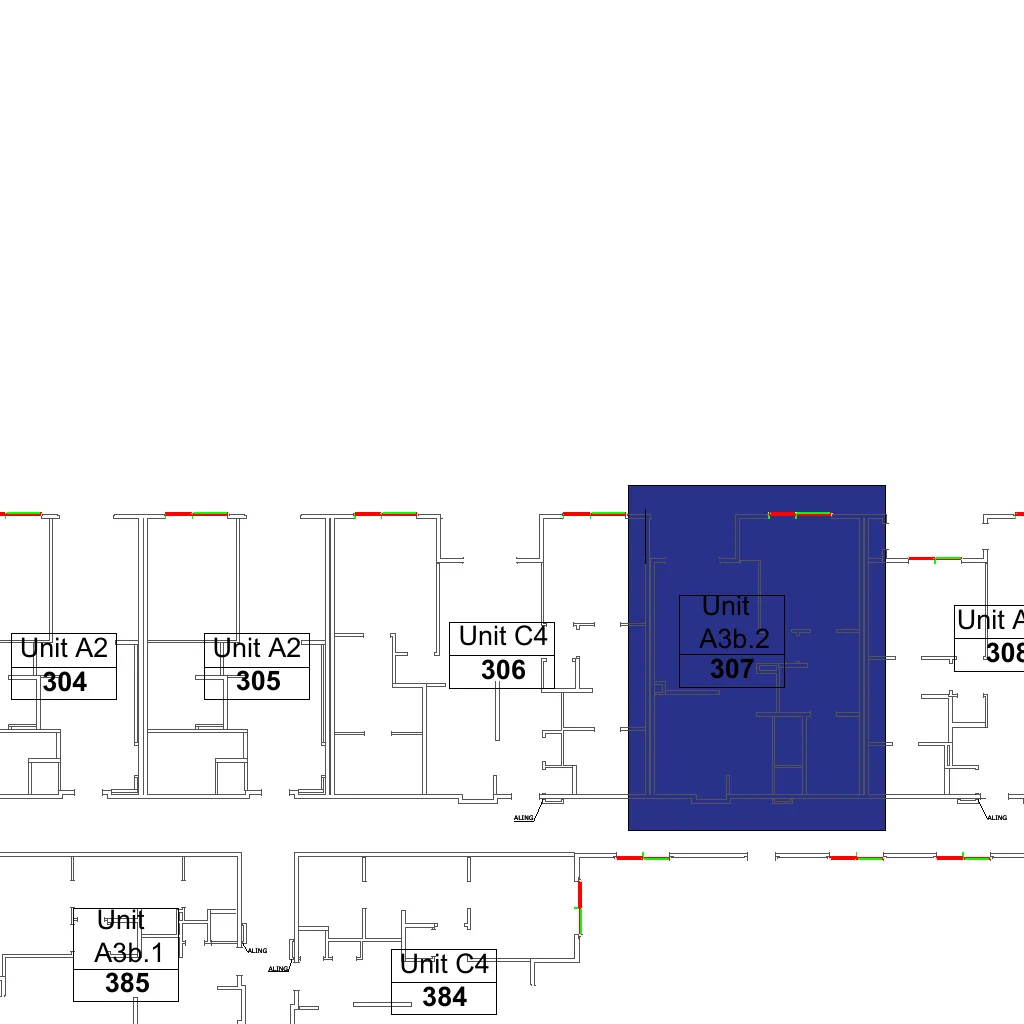 Unit A2
304
Unit A2
305
Unit C4
306
Unit
A3b.2
307
Unit A
308
ALING
ALING
Unit
A3b.1
385
ALING
ALING
Unit C4
384